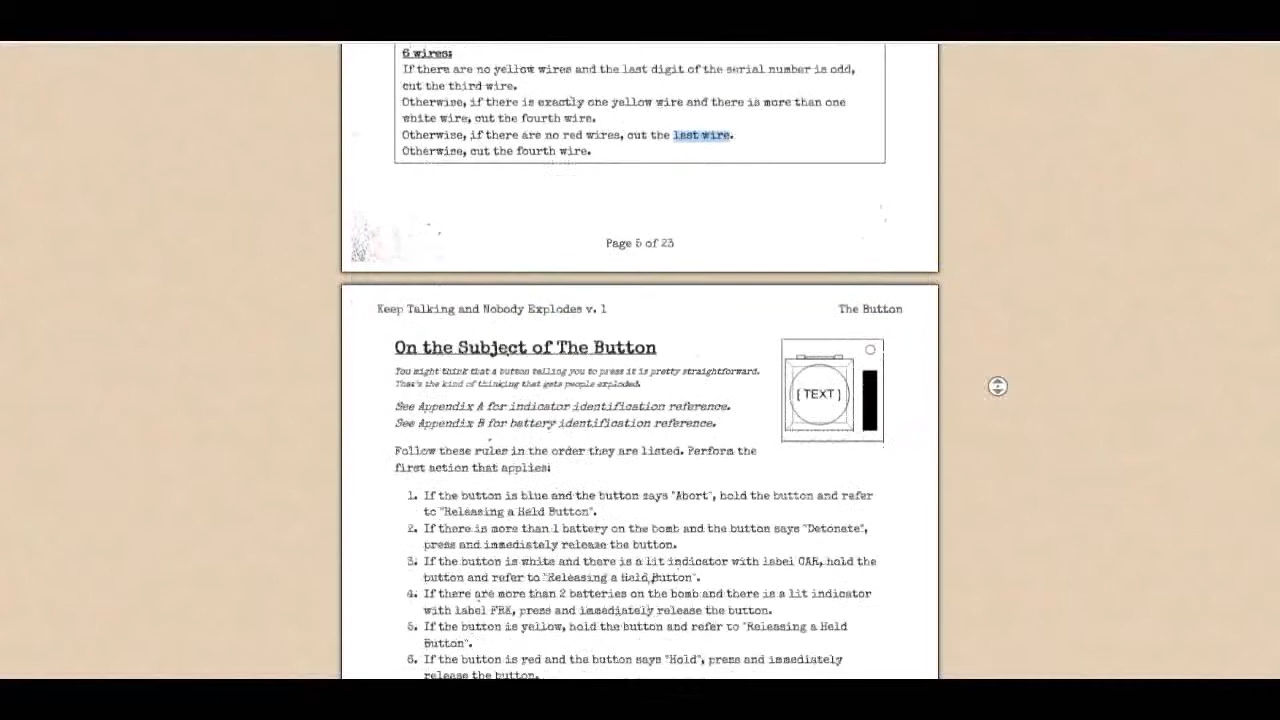 6 wires:
If there are no yellow wires and the last digit of the serial number is odd,
cut the third wire.
Otherwise, if there is exactly one yellow wire and there is more than one
white wire, cut the fourth wire.
Otherwise, if there are no red wires, cut the last wire.
Otherwise, cut the fourth wire.
Page 5 of 23
Keep Talking and Nobody Explodes v. 1
The Button
On the Subject of The Button
You might think that a button telling you to press it is pretty straightforward.
That's the kind of thinking that gets people exploded.
See Appendix A for indicator identification reference.
See Appendix B for battery identification reference.
[ TEXT ]
Follow these rules in the order they are listed. Perform the
first action that applies:
1. If the button is blue and the button says "Abort", hold the button and refer
to "Releasing a Held Button".
2. If there is more than 1 battery on the bomb and the button says "Detonate",
press and immediately release the button.
3. If the button is white and there is a lit indicator with label CAR, hold the
button and refer to "Releasing a Held Button".
4. If there are more than 2 batteries on the bomb and there is a lit indicator
with label FRK, press and immediately release the button.
5. If the button is yellow, hold the button and refer to "Releasing a Held
Button".
6. If the button is red and the button says "Hold", press and immediately
release the button.